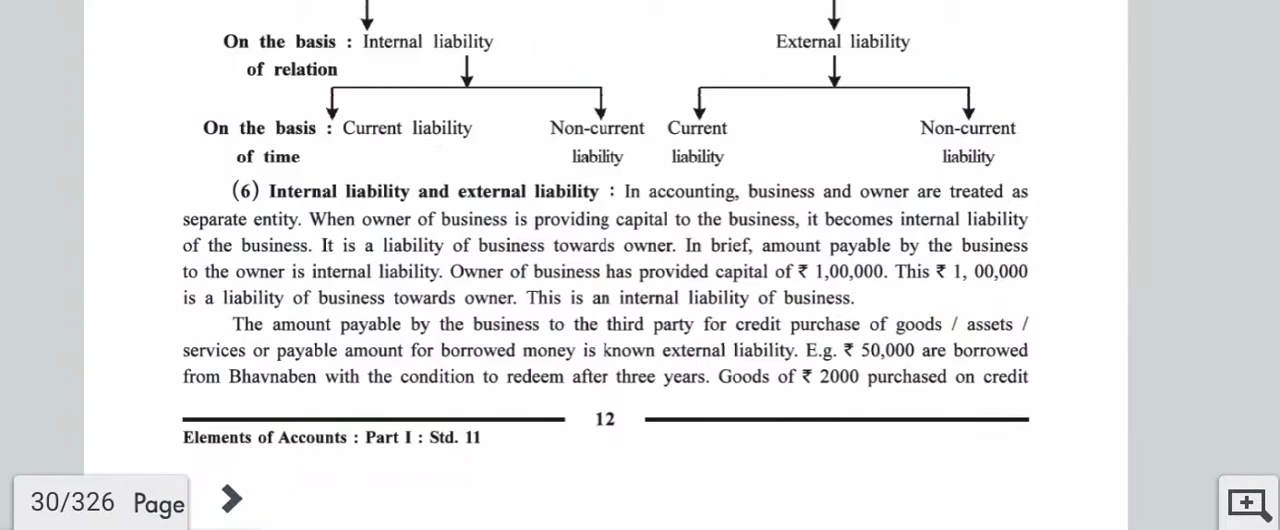 On the basis : Internal liability External liability
of relation
On the basis : Current liability Non-current Current Non-current
of time liability liability liability
(6) Internal liability and external liability : In accounting, business and owner are treated as
separate entity. When owner of business is providing capital to the business, it becomes internal liability
of the business. It is a liability of business towards owner. In brief, amount payable by the business
to the owner is internal liability. Owner of business has provided capital of ₹ 1,00,000. This ₹ 1, 00,000
is a liability of business towards owner. This is an internal liability of business.
The amount payable by the business to the third party for credit purchase of goods / assets /
services or payable amount for borrowed money is known external liability. E.g. ₹ 50,000 are borrowed
from Bhavnaben with the condition to redeem after three years. Goods of ₹ 2000 purchased on credit
12
Elements of Accounts : Part I : Std. 11
30/326 Page